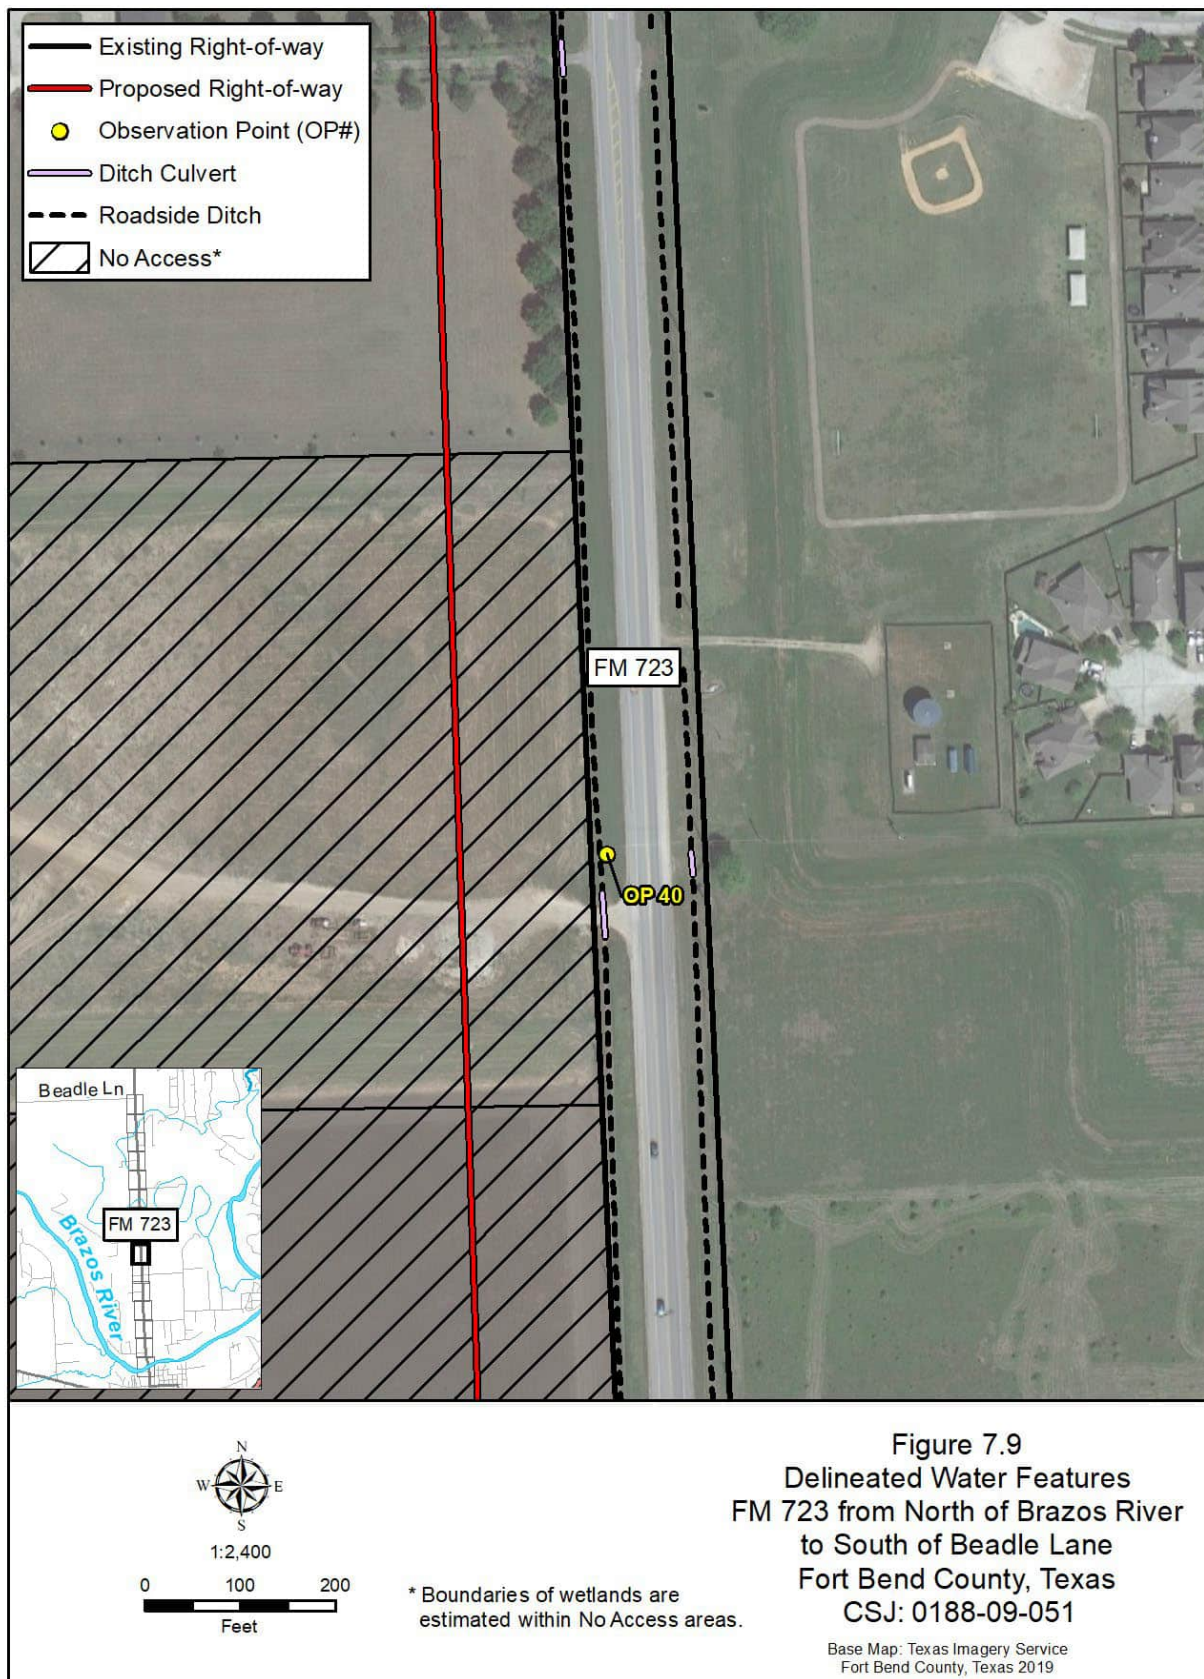 Existing Right-of-way
Proposed Right-of-way
Observation Point (OP#)
Ditch Culvert
Roadside Ditch
No Access*
FM 723
OP 40
Beadle Ln
FM 723
Brazos River
N
W E
S
1:2,400
0 100 200
Feet
* Boundaries of wetlands are
estimated within No Access areas.
Figure 7.9
Delineated Water Features
FM 723 from North of Brazos River
to South of Beadle Lane
Fort Bend County, Texas
CSJ: 0188-09-051
Base Map: Texas Imagery Service
Fort Bend County, Texas 2019